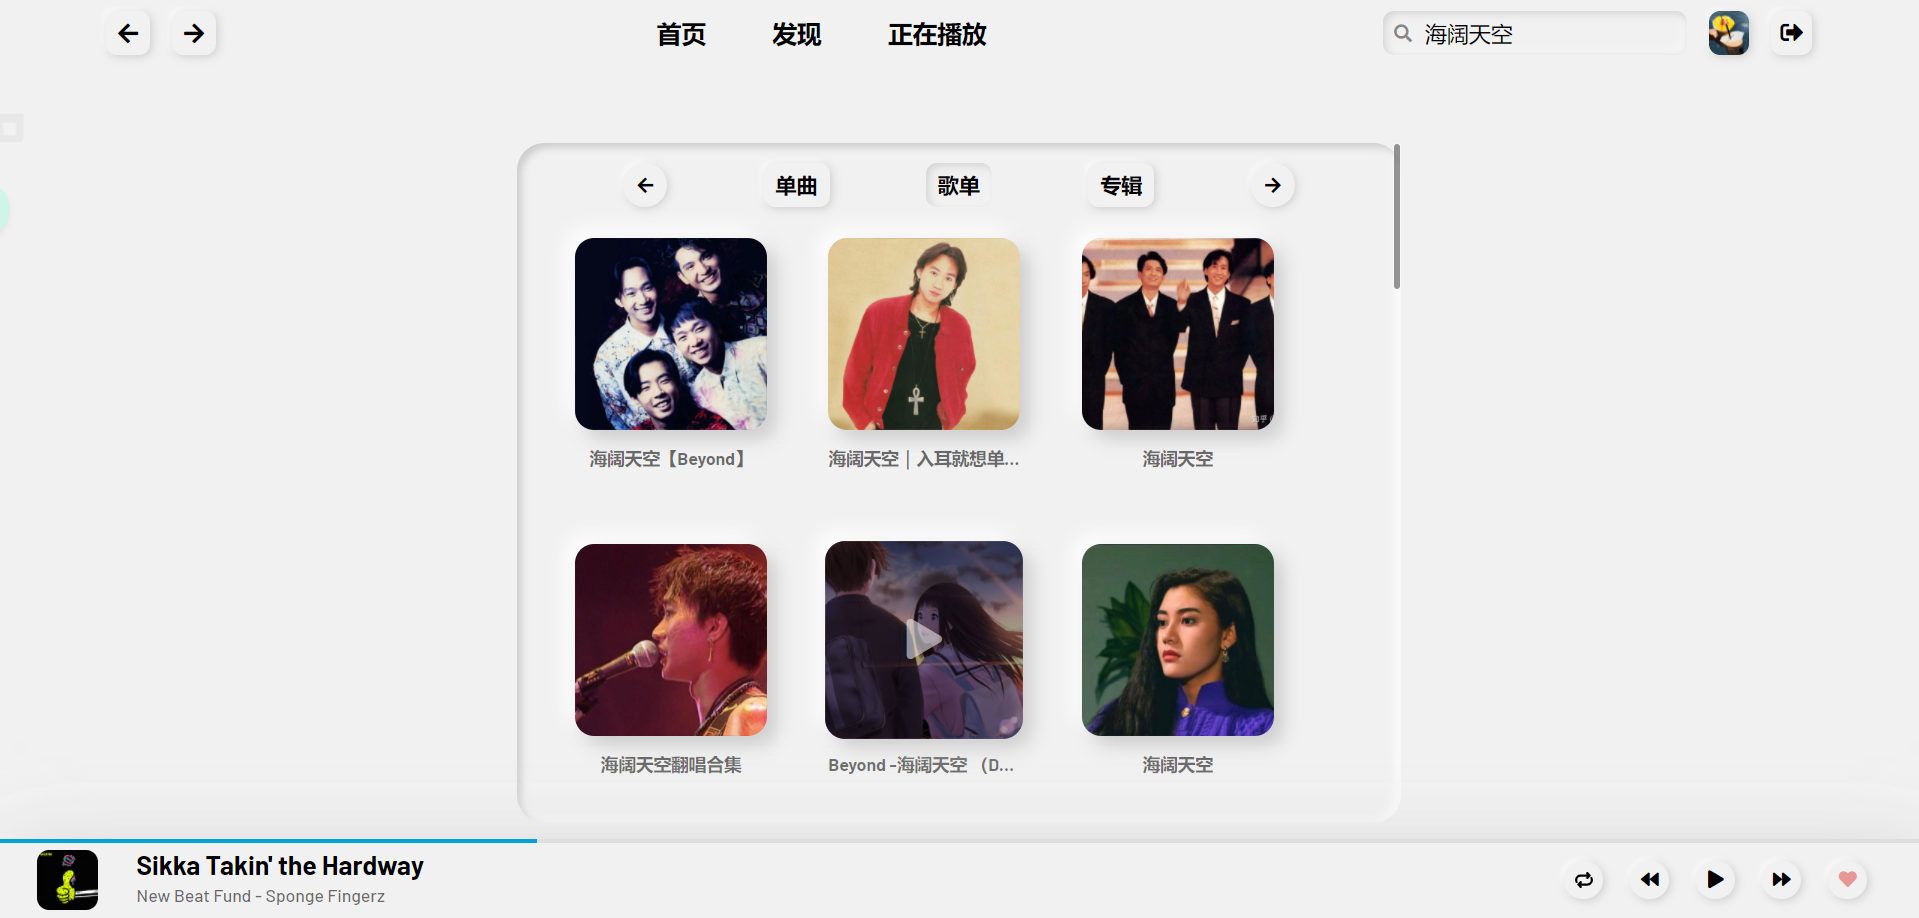 首页 发现 正在播放 海阔天空
单曲 歌单 专辑
海阔天空【Beyond】 海阔天空｜入耳就想单... 海阔天空
海阔天空翻唱合集 Beyond -海阔天空 （D... 海阔天空
Sikka Takin' the Hardway
New Beat Fund - Sponge Fingerz